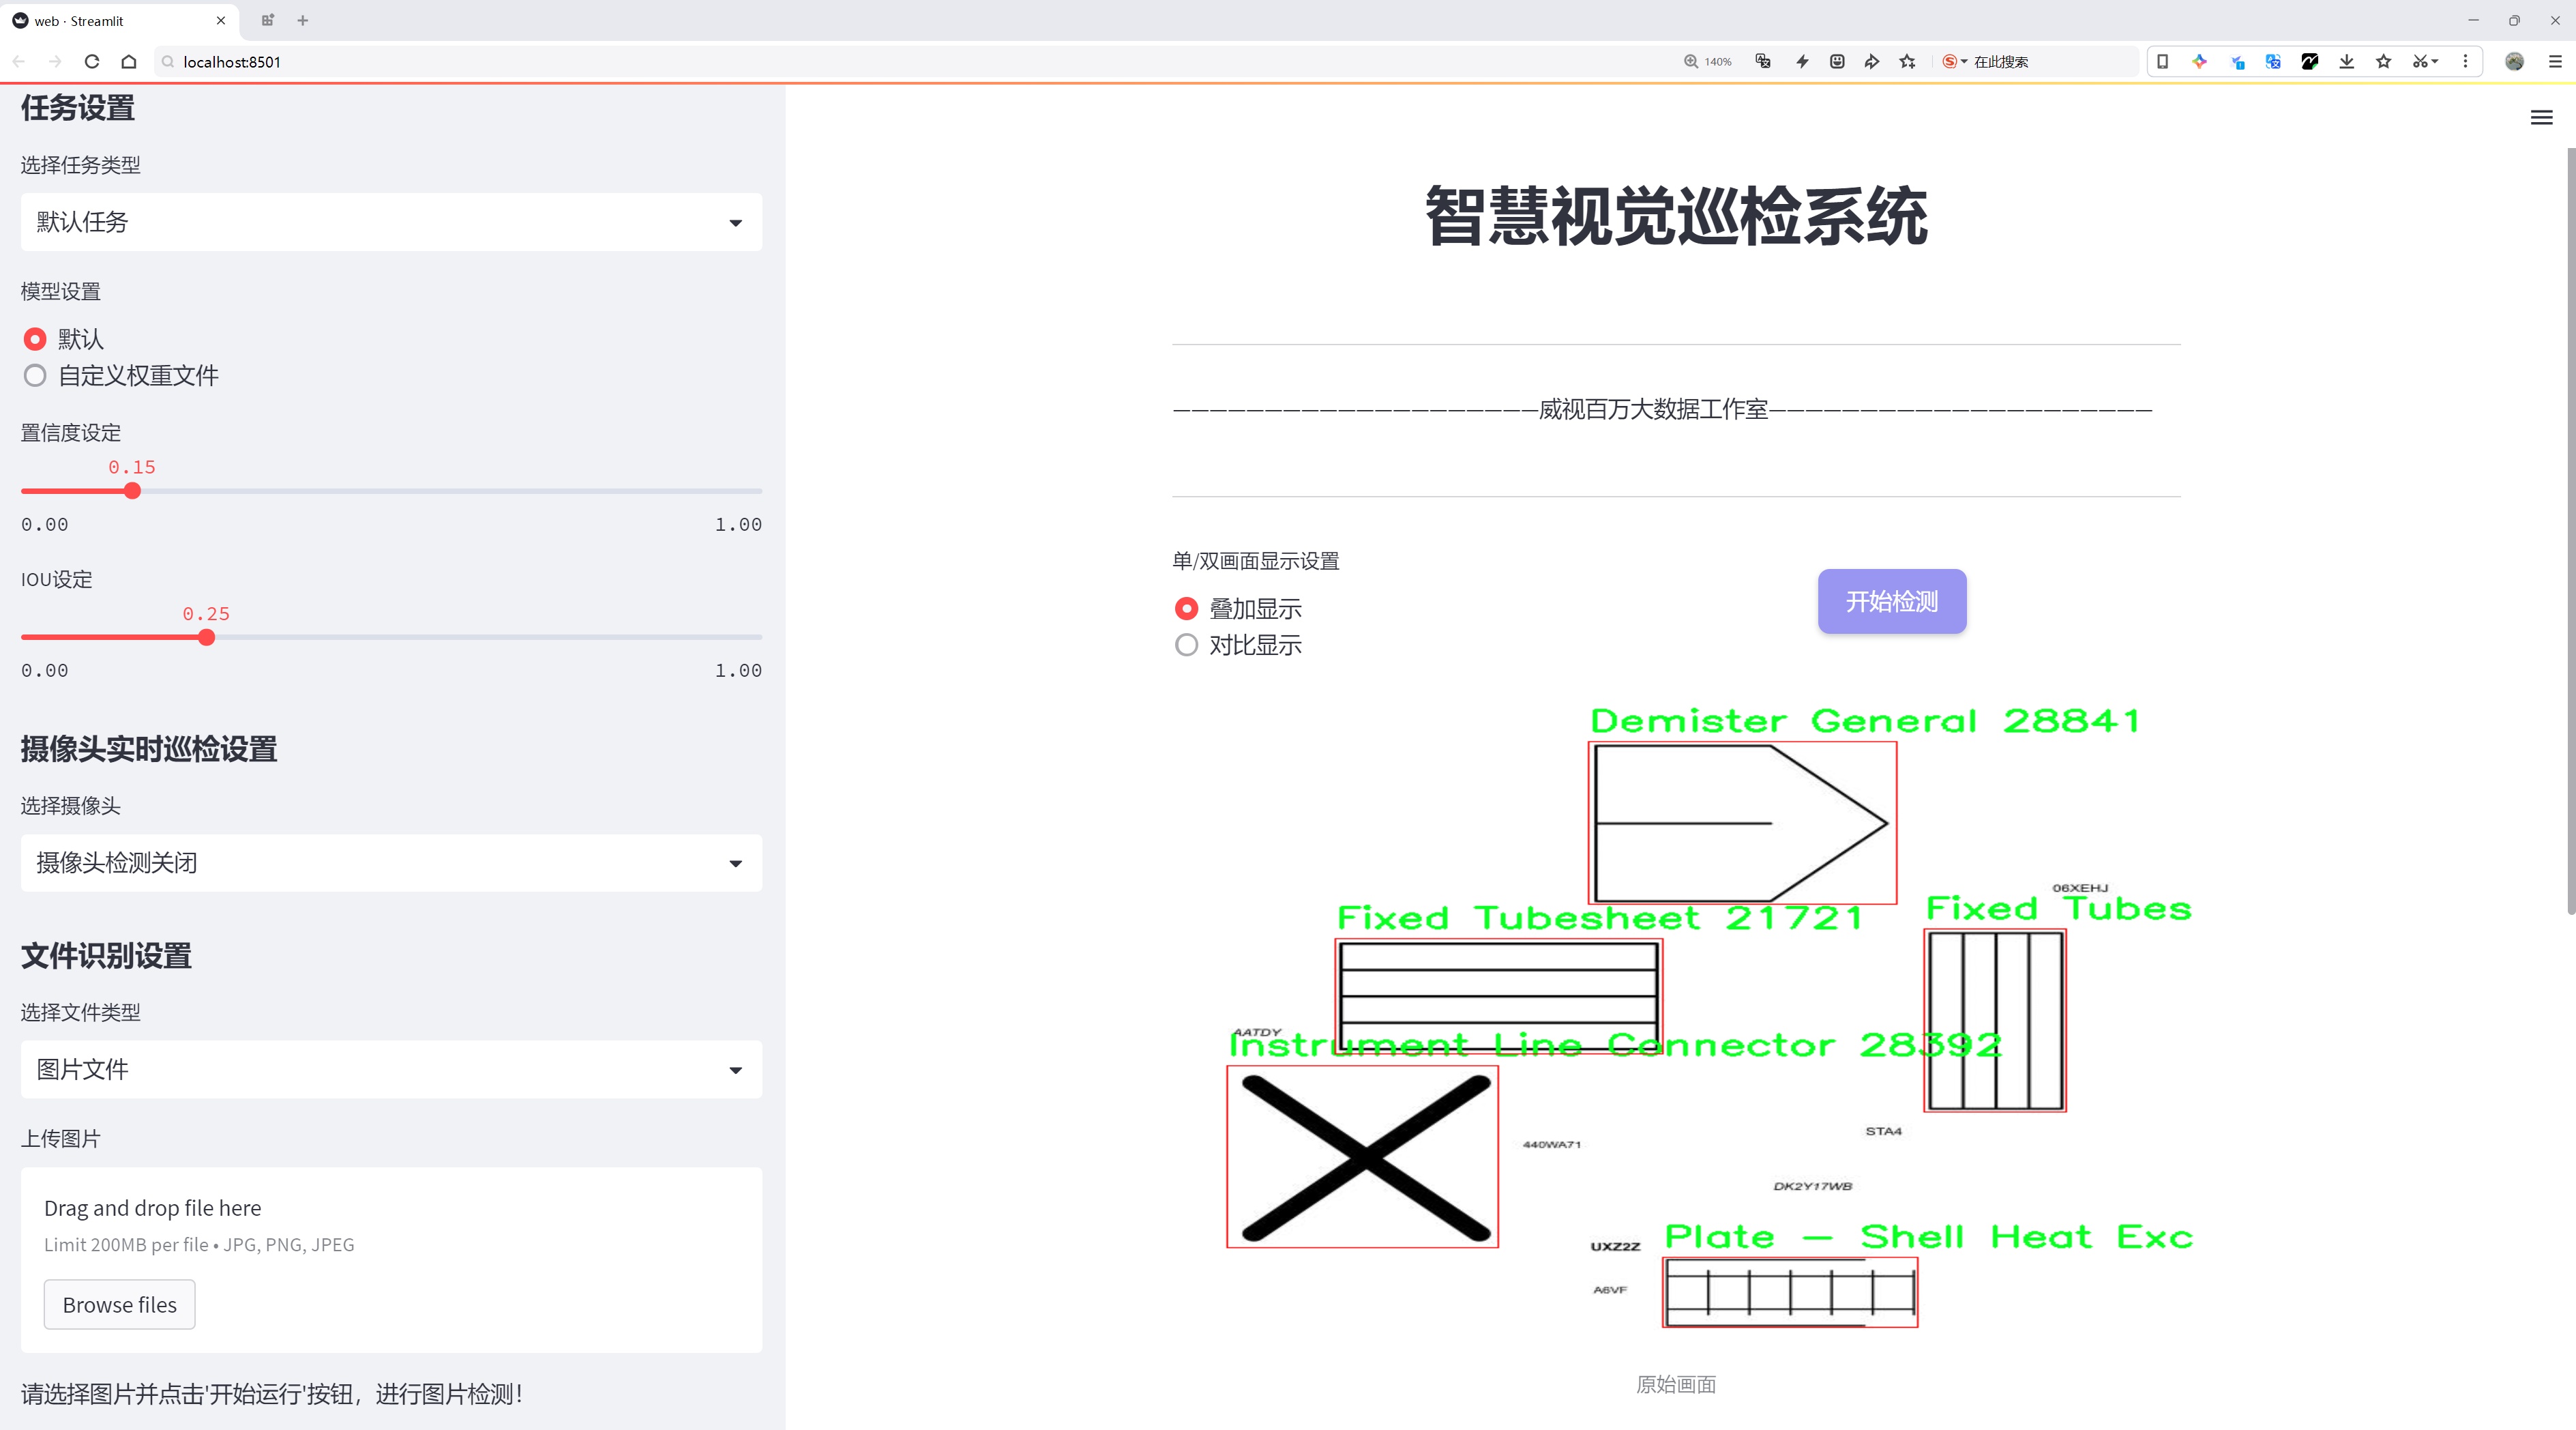 web · Streamlit
localhost:8501
140%
在此搜索
任务设置
选择任务类型
默认任务
模型设置
默认
自定义权重文件
置信度设定
0.15
0.00 1.00
IOU设定
0.25
0.00 1.00
摄像头实时巡检设置
选择摄像头
摄像头检测关闭
文件识别设置
选择文件类型
图片文件
上传图片
Drag and drop file here
Limit 200MB per file • JPG, PNG, JPEG
Browse files
请选择图片并点击'开始运行'按钮，进行图片检测！
智慧视觉巡检系统
————————————————————威视百万大数据工作室—————————————————————
单/双画面显示设置
叠加显示
对比显示
开始检测
Demister General 28841
06XEHJ
Fixed Tubesheet 21721
Fixed Tubes
AATDY
Instrument Line Connector 28392
STA4
440WA71
DK2Y17WB
Plate - Shell Heat Exc
UXZ2Z
A6VF
原始画面